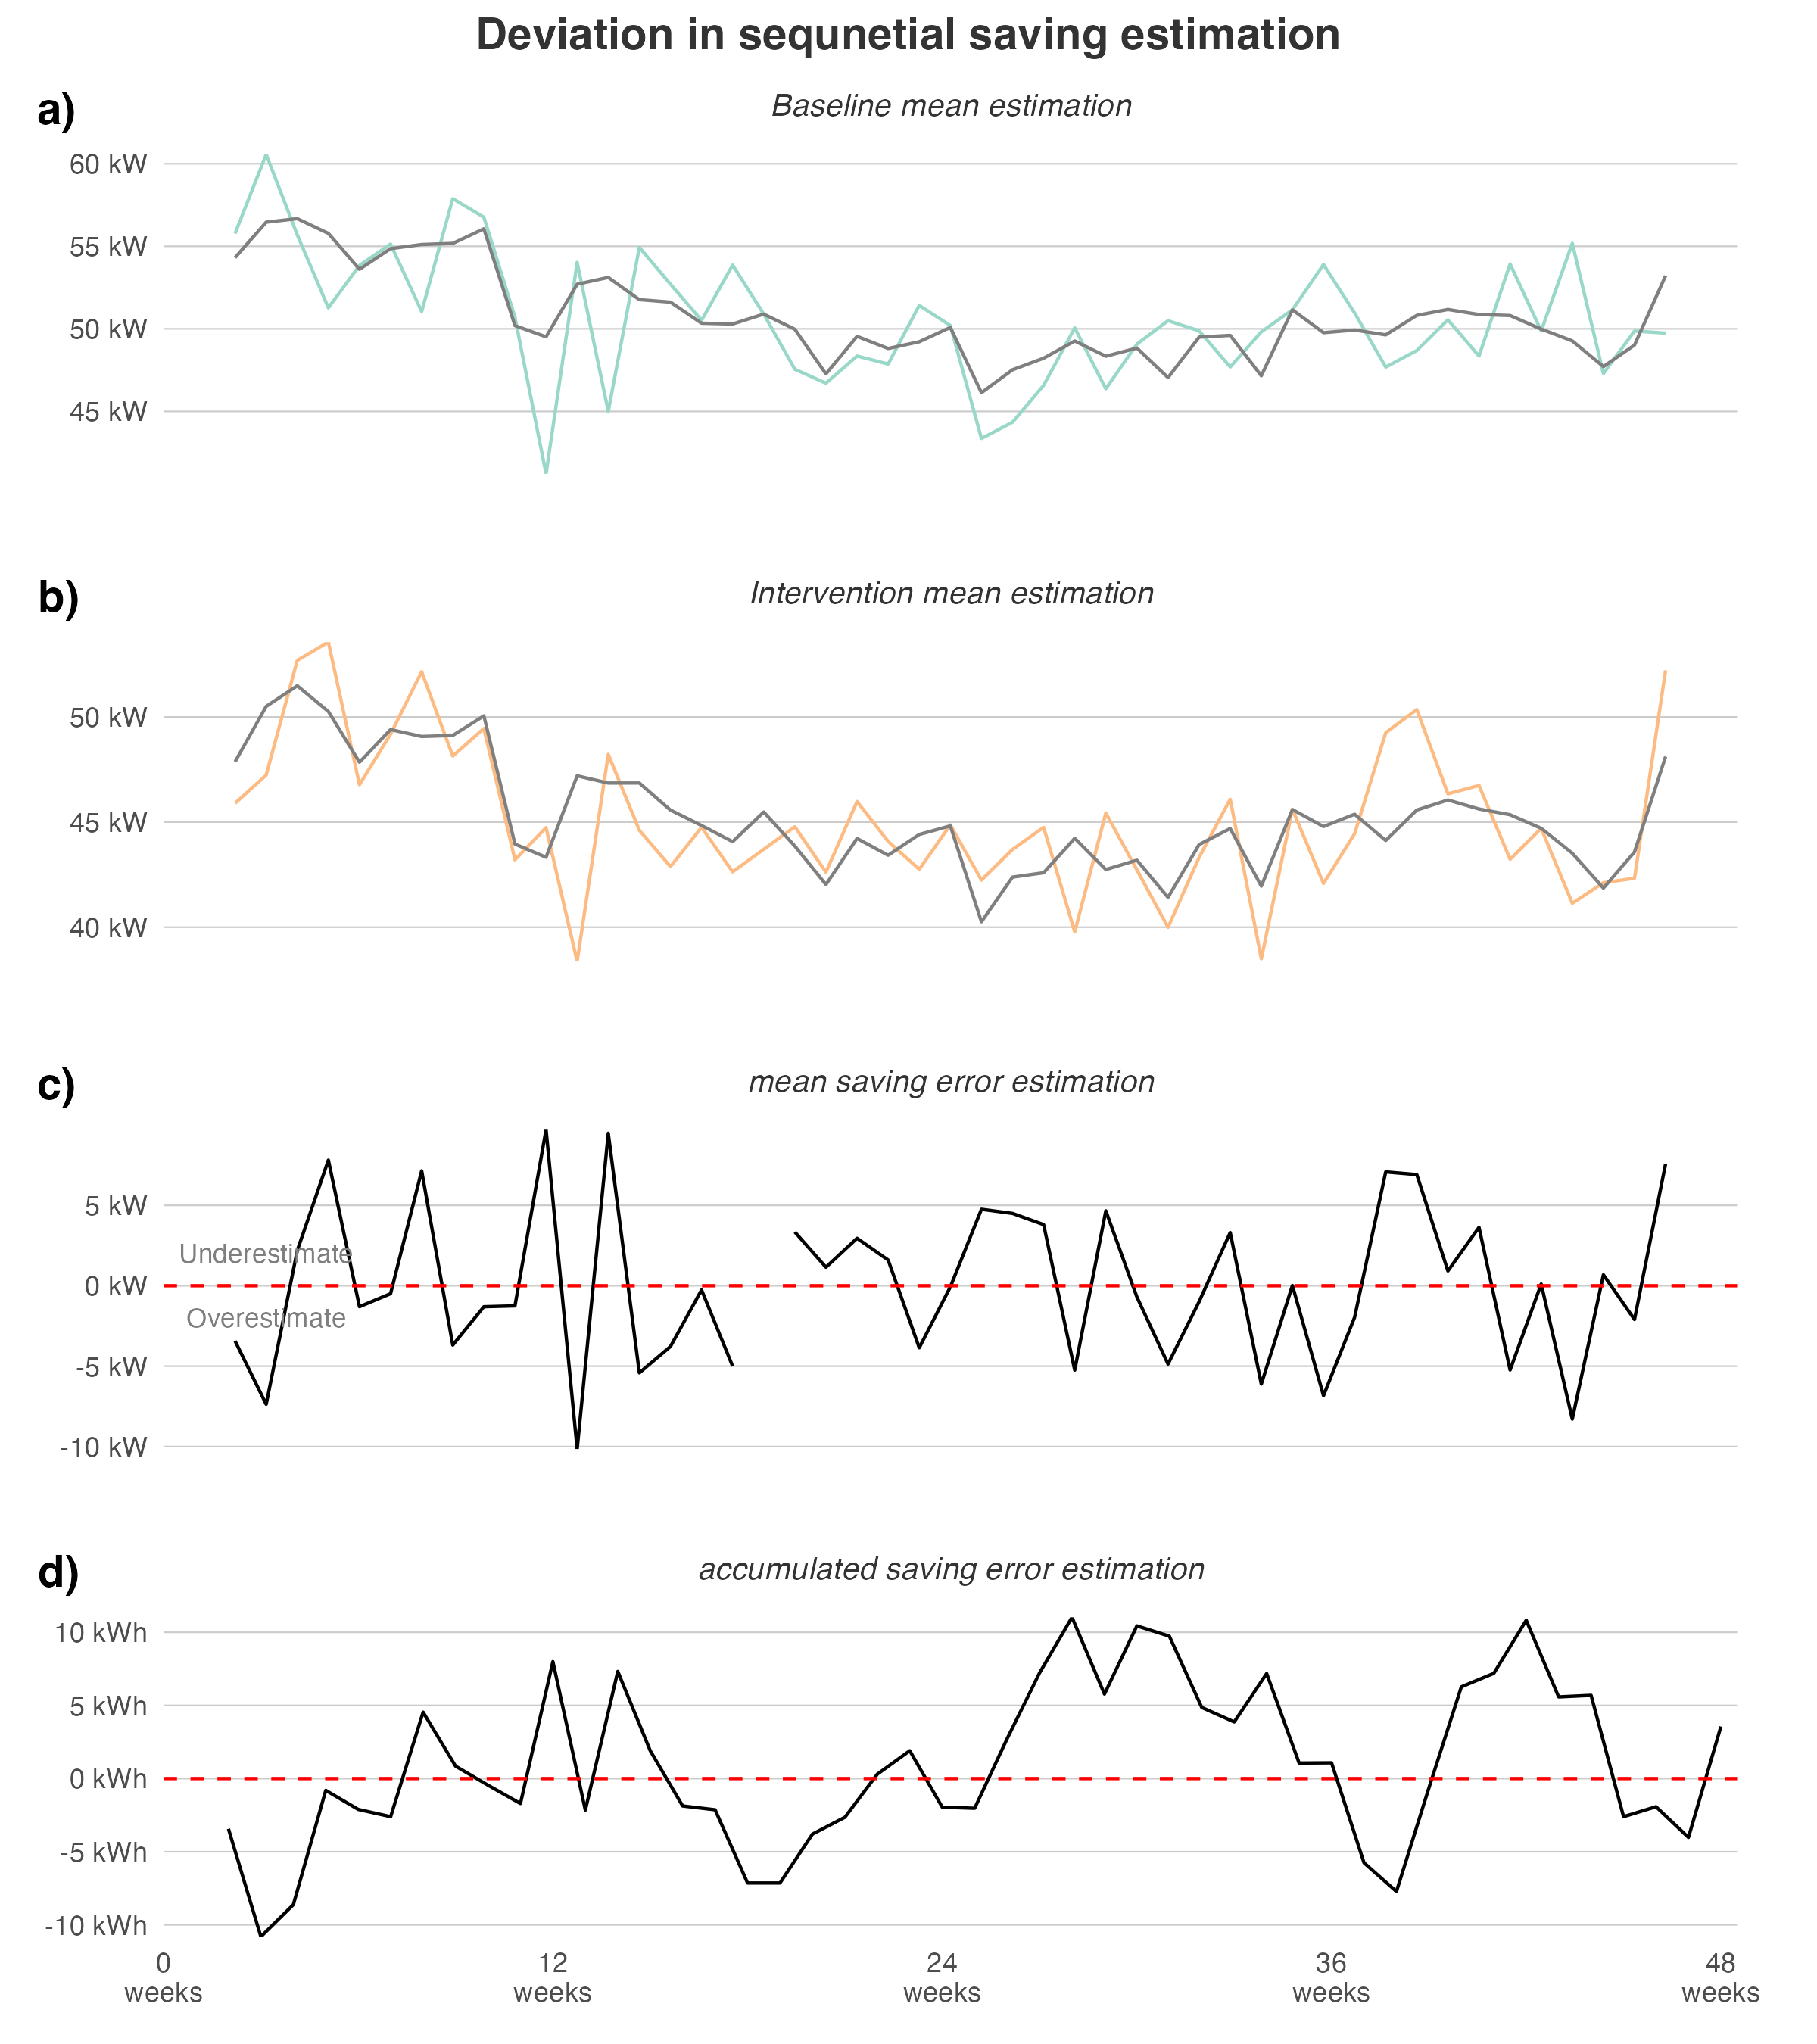 Deviation in sequnetial saving estimation
a)
Baseline mean estimation
60 kW
55 kW
50 kW
45 kW
b)
Intervention mean estimation
50 kW
45 kW
40 kW
c)
mean saving error estimation
5 kW
Underestimate
0 kW
Overestimate
-5 kW
-10 kW
d)
accumulated saving error estimation
10 kWh
5 kWh
0 kWh
-5 kWh
-10 kWh
0 12 24 36 48
weeks weeks weeks weeks weeks